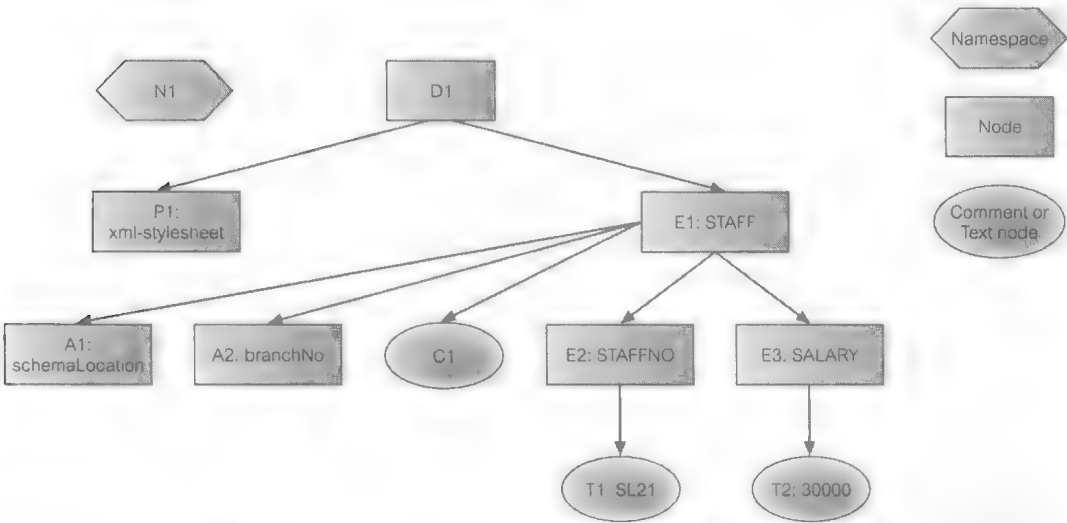 Namespace
N1
D1
Node
P1:
xml-stylesheet
E1: STAFF
Comment or
Text node
A1:
schemaLocation
A2. branchNo
C1
E2: STAFFNO
E3. SALARY
T1 SL21
T2: 30000